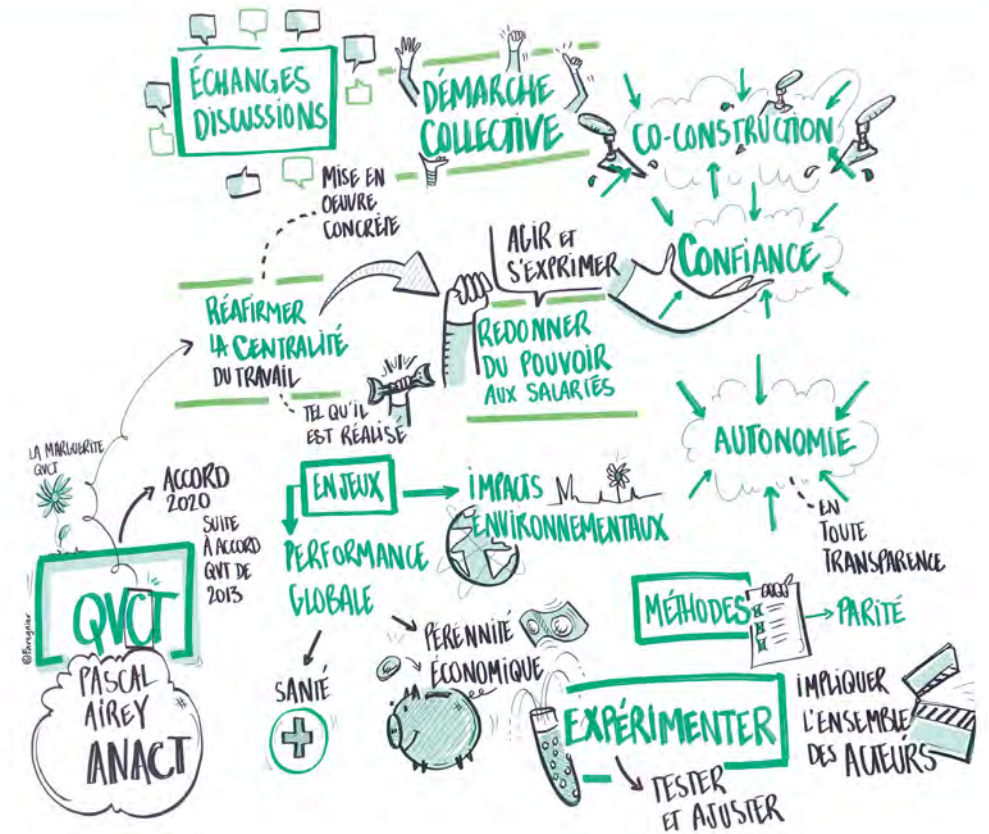 ÉCHANGES
DISCUSSIONS
DÉMARCHE
COLLECTIVE
CO-CONSTRUCTION
MISE EN
OEUVRE
CONCRÈTE
AGIR ET
S'EXPRIMER
CONFIANCE
RÉAFIRMER
LA CENTRALITÉ
DU TRAVAIL
REDONNER
DU POUVOIR
AUX SALARIÉS
TEL QU'IL
EST RÉALISÉ
AUTONOMIE
EN
TOUTE
TRANSPARENCE
LA MARGUERITE
QVCT
ACCORD
2020
SUITE
À ACCORD
QVT DE
2013
QVCT
PASCAL
AIREY
ANACT
@Fxregnier
ENJEUX
IMPACTS
ENVIRONNEMENTAUX
PERFORMANCE
GLOBALE
SANTÉ
PÉRENNITÉ
ÉCONOMIQUE
MÉTHODES
PARITÉ
EXPÉRIMENTER
TESTER
ET AJUSTER
IMPLIQUER
L'ENSEMBLE
DES ACTEURS